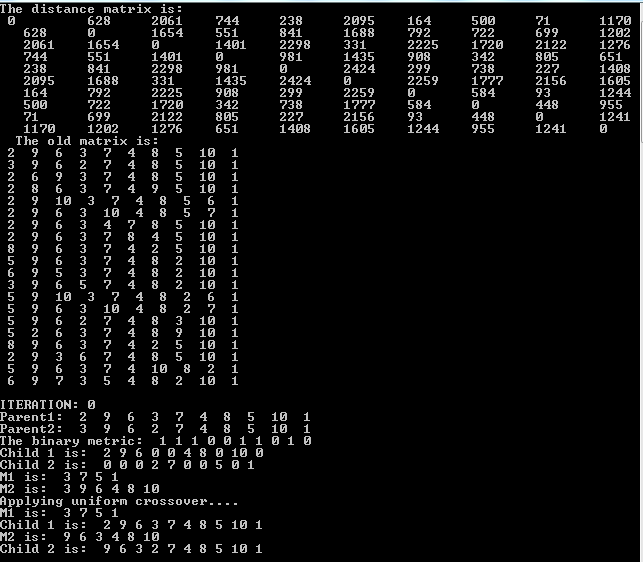 The distance matrix is:
0 628 2061 744 238 2095 164 500 71 1170
628 0 1654 551 841 1688 792 722 699 1202
2061 1654 0 1401 2298 331 2225 1720 2122 1276
744 551 1401 0 981 1435 908 342 805 651
238 841 2298 981 0 2424 299 738 227 1408
2095 1688 331 1435 2424 0 2259 1777 2156 1605
164 792 2225 908 299 2259 0 584 93 1244
500 722 1720 342 738 1777 584 0 448 955
71 699 2122 805 227 2156 93 448 0 1241
1170 1202 1276 651 1408 1605 1244 955 1241 0
The old matrix is:
2 9 6 3 7 4 8 5 10 1
3 9 6 2 7 4 8 5 10 1
2 6 9 3 7 4 8 5 10 1
2 8 6 3 7 4 9 5 10 1
2 9 10 3 7 4 8 5 6 1
2 9 6 3 10 4 8 5 7 1
2 9 6 3 4 7 8 5 10 1
2 9 6 3 7 8 4 5 10 1
8 9 6 3 7 4 2 5 10 1
5 9 6 3 7 4 8 2 10 1
6 9 5 3 7 4 8 2 10 1
3 9 6 5 7 4 8 2 10 1
5 9 10 3 7 4 8 2 6 1
5 9 6 3 10 4 8 2 7 1
5 9 6 2 7 4 8 3 10 1
5 2 6 3 7 4 8 9 10 1
8 9 6 3 7 4 2 5 10 1
2 9 3 6 7 4 8 5 10 1
5 9 6 3 7 4 10 8 2 1
6 9 7 3 5 4 8 2 10 1
ITERATION: 0
Parent1: 2 9 6 3 7 4 8 5 10 1
Parent2: 3 9 6 2 7 4 8 5 10 1
The binary metric: 1 1 1 0 0 1 1 0 1 0
Child 1 is: 2 9 6 0 0 4 8 0 10 0
Child 2 is: 0 0 0 2 7 0 0 5 0 1
M1 is: 3 7 5 1
M2 is: 3 9 6 4 8 10
Applying uniform crossover....
M1 is: 3 7 5 1
Child 1 is: 2 9 6 3 7 4 8 5 10 1
M2 is: 9 6 3 4 8 10
Child 2 is: 9 6 3 2 7 4 8 5 10 1